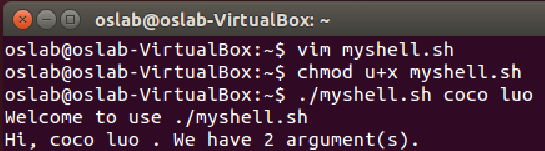 oslab@oslab-VirtualBox: ~
oslab@oslab-VirtualBox:~$ vim myshell.sh
oslab@oslab-VirtualBox:~$ chmod u+x myshell.sh
oslab@oslab-VirtualBox:~$ ./myshell.sh coco luo
Welcome to use ./myshell.sh
Hi, coco luo . We have 2 argument(s).